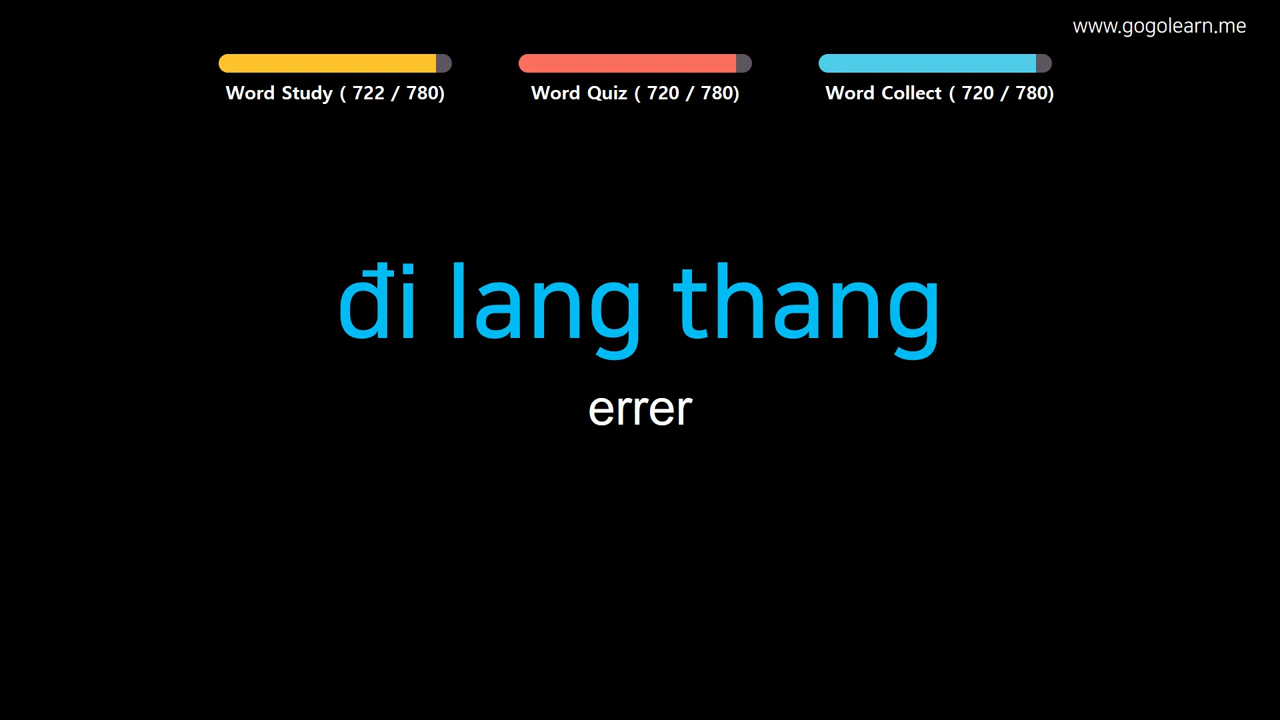 www.gogolearn.me
Word Study ( 722 / 780)
Word Quiz ( 720 / 780)
Word Collect ( 720 / 780)
đi lang thang
errer